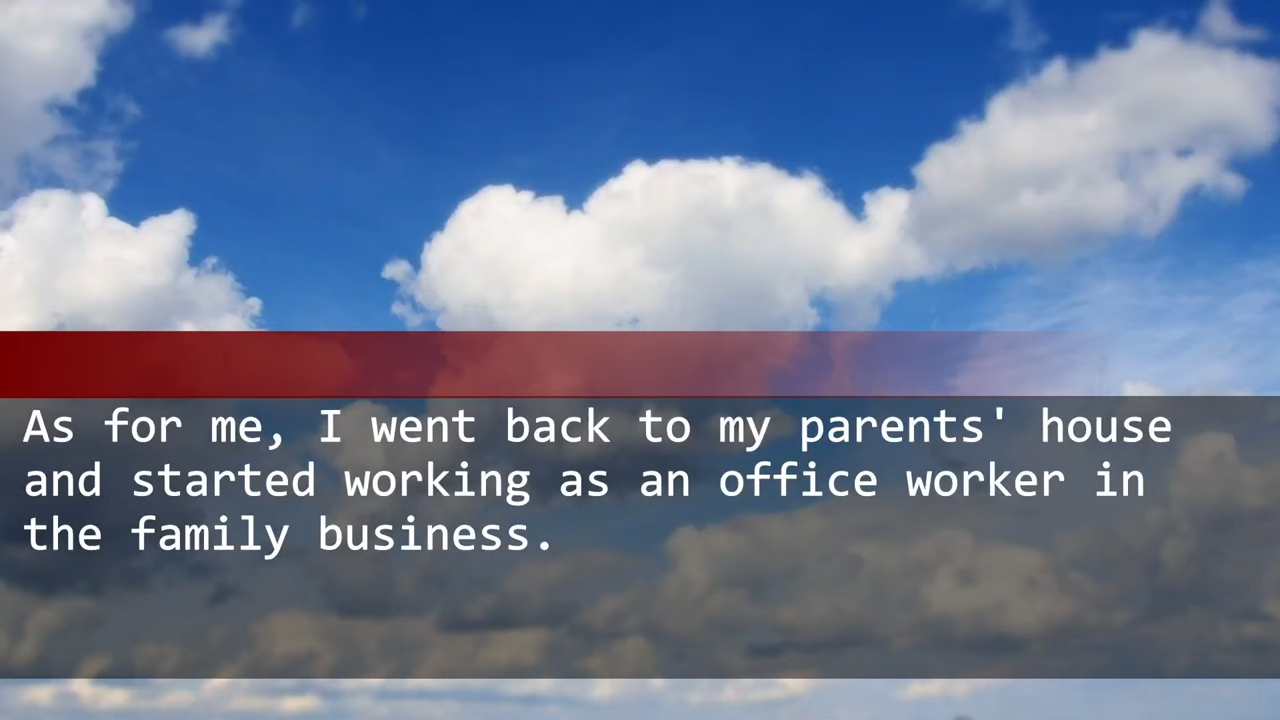 As for me, I went back to my parents' house
and started working as an office worker in
the family business.